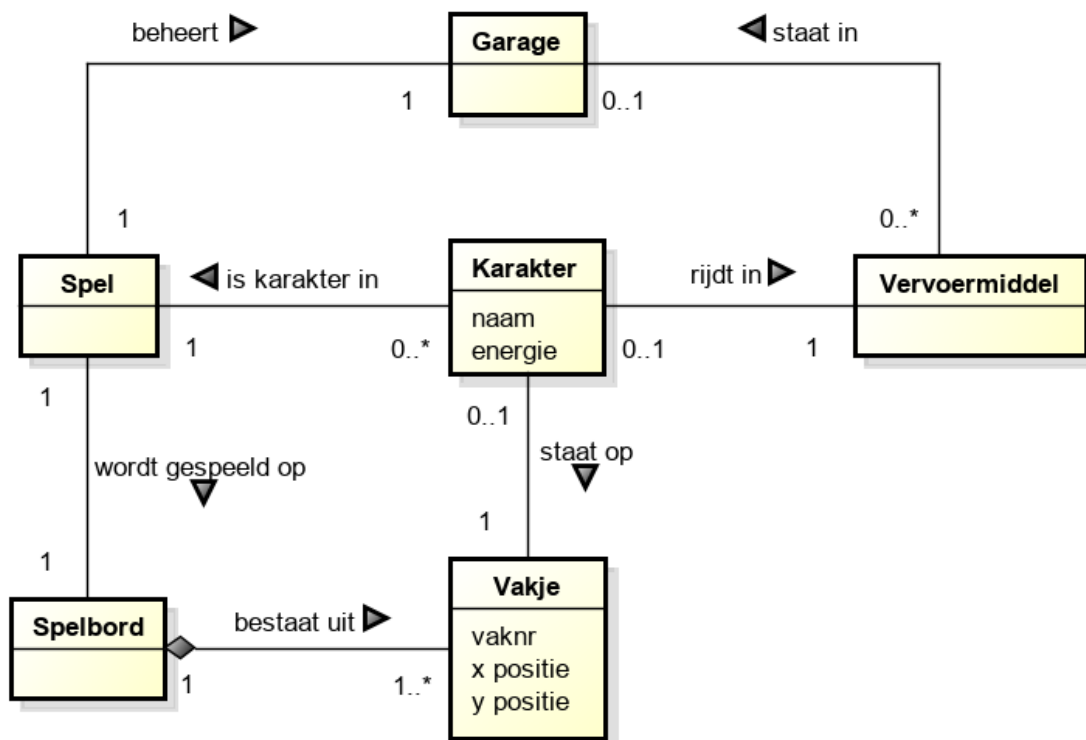 beheert
Garage
staat in
1
0..1
1
0..*
Spel
is karakter in
Karakter
naam
energie
rijdt in
Vervoermiddel
1
0..*
0..1
1
1
0..1
staat op
wordt gespeeld op
1
1
Spelbord
bestaat uit
Vakje
vaknr
x positie
y positie
1
1..*